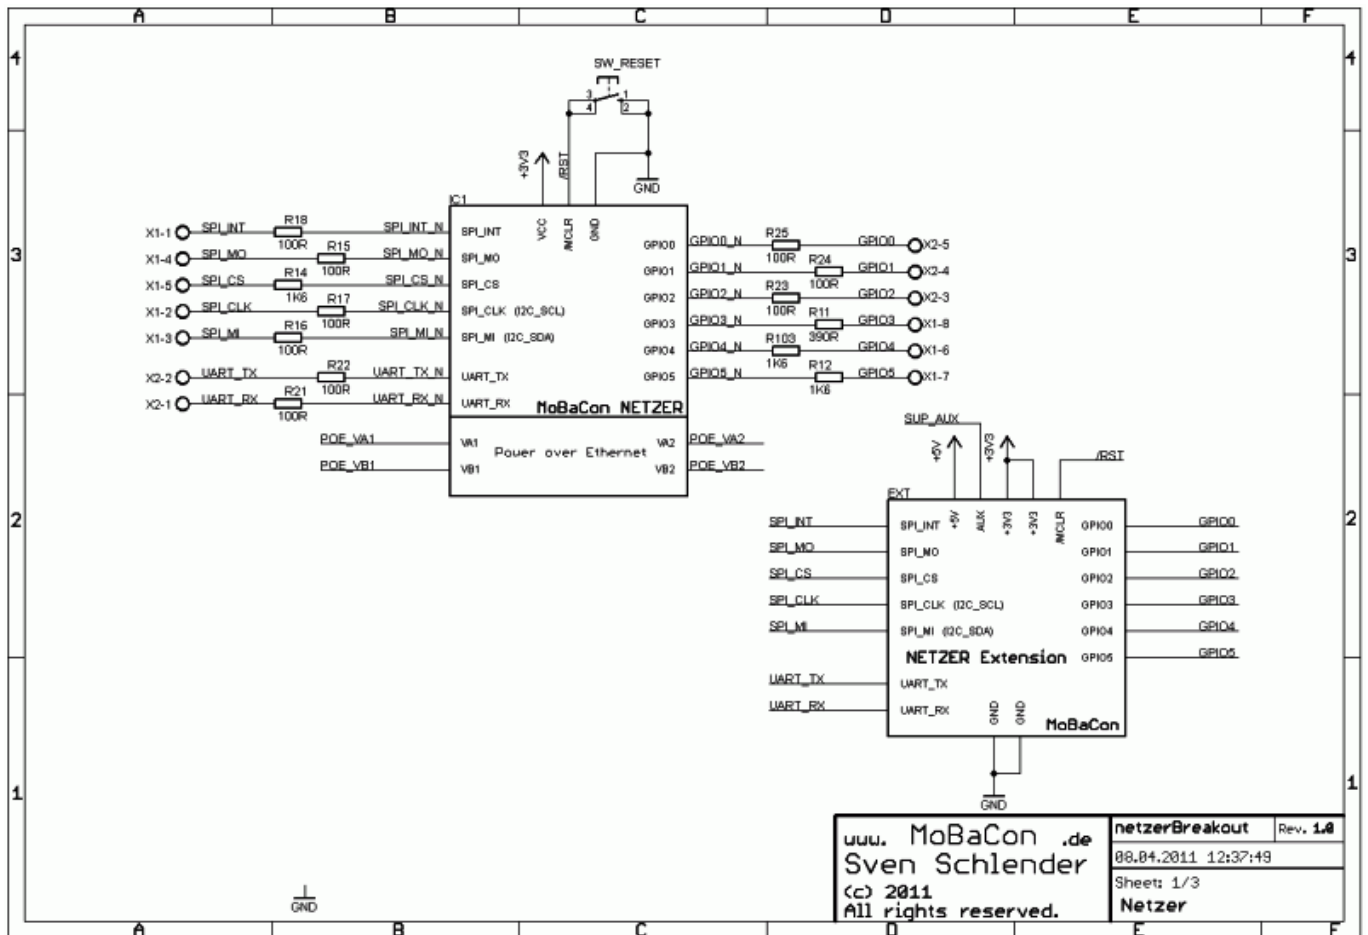 A B C D E F
4 4
SW_RESET
3 1
4 2
+3V3 /RST
GND
IC1
VCC /MCLR GND
3 3
X1-1 SPI_INT R18 100R SPI_INT_N SPI_INT
X1-4 SPI_MO R15 100R SPI_MO_N SPI_MO
X1-5 SPI_CS R14 1K6 SPI_CS_N SPI_CS
X1-2 SPI_CLK R17 100R SPI_CLK_N SPI_CLK (I2C_SCL)
X1-3 SPI_MI R16 100R SPI_MI_N SPI_MI (I2C_SDA)
X2-2 UART_TX R22 100R UART_TX_N UART_TX
X2-1 UART_RX R21 100R UART_RX_N UART_RX
GPIO0 GPIO0_N R25 100R GPIO0 X2-5
GPIO1 GPIO1_N R24 100R GPIO1 X2-4
GPIO2 GPIO2_N R23 100R GPIO2 X2-3
GPIO3 GPIO3_N R11 390R GPIO3 X1-8
GPIO4 GPIO4_N R103 1K6 GPIO4 X1-6
GPIO5 GPIO5_N R12 1K6 GPIO5 X1-7
MoBaCon NETZER
POE_VA1 VA1 VA2 POE_VA2
Power over Ethernet
POE_VB1 VB1 VB2 POE_VB2
SUP_AUX
+5V +3V3 /RST
EXT
2 2
+5V AUX +3V3 +3V3 /MCLR
SPI_INT SPI_INT GPIO0 GPIO0
SPI_MO SPI_MO GPIO1 GPIO1
SPI_CS SPI_CS GPIO2 GPIO2
SPI_CLK SPI_CLK (I2C_SCL) GPIO3 GPIO3
SPI_MI SPI_MI (I2C_SDA) GPIO4 GPIO4
NETZER Extension GPIO5 GPIO5
UART_TX UART_TX
UART_RX UART_RX
GND GND
MoBaCon
1 1
GND
GND
www. MoBaCon .de
Sven Schlender
(c) 2011
All rights reserved.
netzerBreakout Rev. 1.0
08.04.2011 12:37:49
Sheet: 1/3
Netzer
A B C D E F